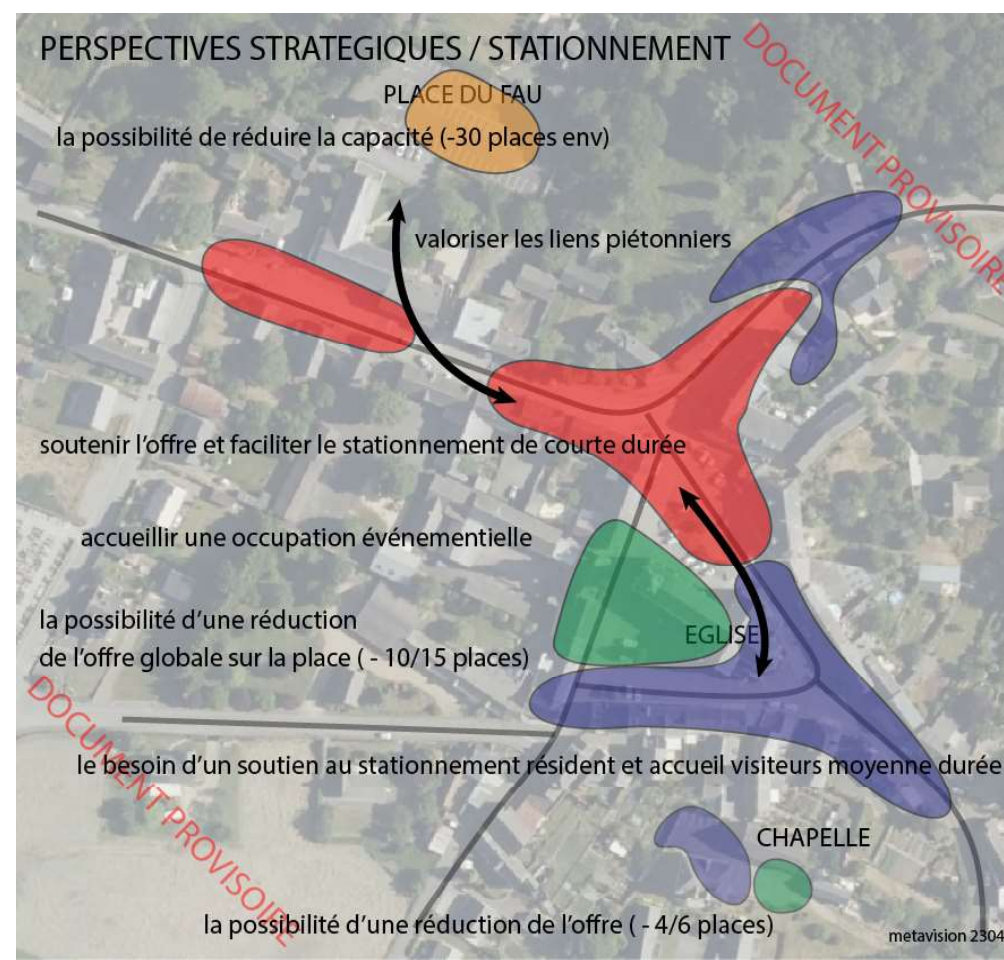 PERSPECTIVES STRATEGIQUES / STATIONNEMENT
DOCUMENT PROVISOIRE
PLACE DU FAU
la possibilité de réduire la capacité (-30 places env)
valoriser les liens piétonniers
soutenir l'offre et faciliter le stationnement de courte durée
accueillir une occupation événementielle
la possibilité d'une réduction
de l'offre globale sur la place ( - 10/15 places)
EGLISE
DOCUMENT PROVISOIRE
le besoin d'un soutien au stationnement résident et accueil visiteurs moyenne durée
CHAPELLE
la possibilité d'une réduction de l'offre ( - 4/6 places)
metavision 2304